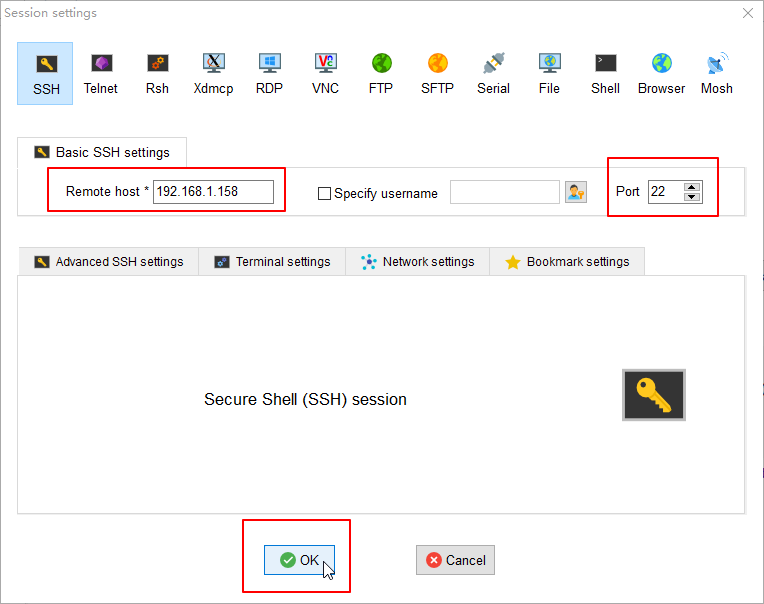 Session settings
SSH Telnet Rsh Xdmcp RDP VNC FTP SFTP Serial File Shell Browser Mosh
Basic SSH settings
Remote host * 192.168.1.158 Specify username Port 22
Advanced SSH settings Terminal settings Network settings Bookmark settings
Secure Shell (SSH) session
OK Cancel